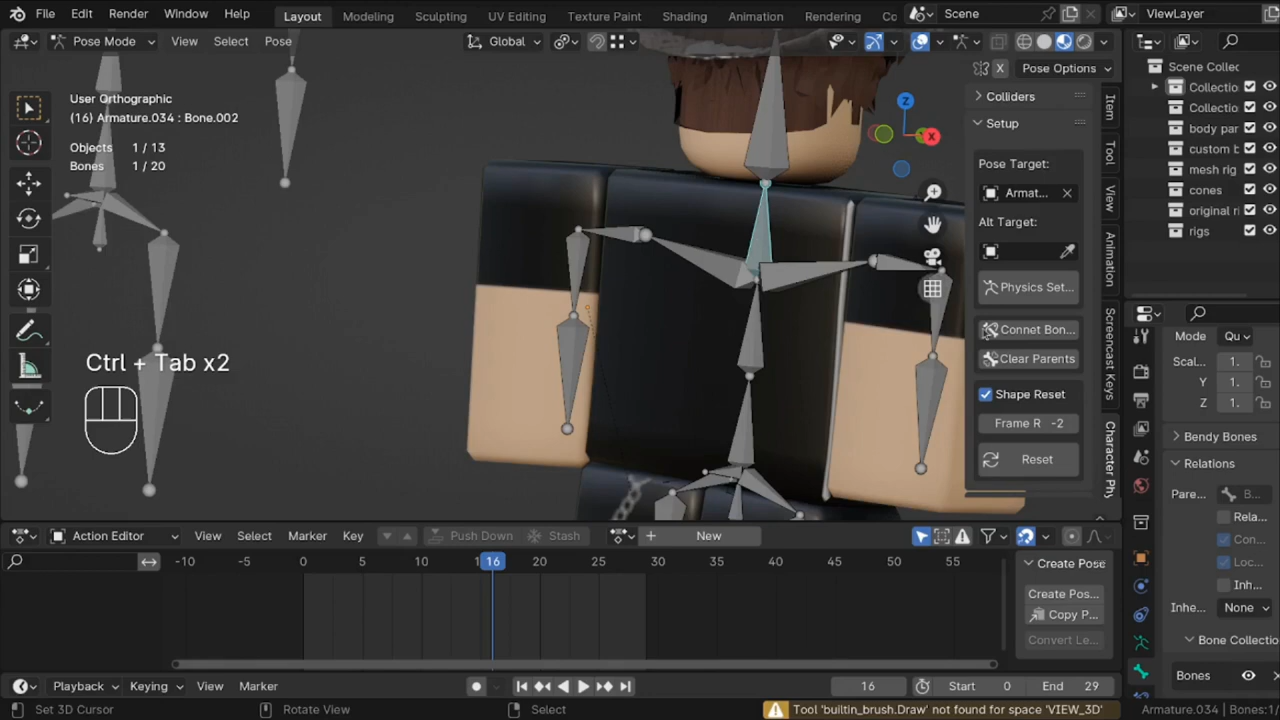 File Edit Render Window Help Layout Modeling Sculpting UV Editing Texture Paint Shading Animation Rendering Co Scene ViewLayer
Pose Mode View Select Pose Global
X Pose Options
Scene Collec
Collectio
Collectio
body par
custom b
mesh rig
cones
original ri
rigs
User Orthographic
(16) Armature.034 : Bone.002
Objects 1 / 13
Bones 1 / 20
Ctrl + Tab x2
Z
X
Colliders
Setup
Pose Target:
Armat...
Alt Target:
Physics Set...
Connet Bon...
Clear Parents
Shape Reset
Frame R -2
Reset
Item
Tool
View
Animation
Screencast Keys
Character Phy
Mode Qu
Scal... 1.
Y 1.
Z 1.
Bendy Bones
Relations
Pare... B...
Rela...
Con...
Loc...
Inh...
Inhe... None
Bone Collectio
Bones
Action Editor View Select Marker Key Push Down Stash New
-10 -5 0 5 10 16 20 25 30 35 40 45 50 55
Create Pose
Create Pos...
Copy P...
Convert Le...
Playback Keying View Marker 16 Start 0 End 29
Set 3D Cursor Rotate View Select Tool 'builtin_brush.Draw' not found for space 'VIEW_3D' Armature.034 | Bones:1/